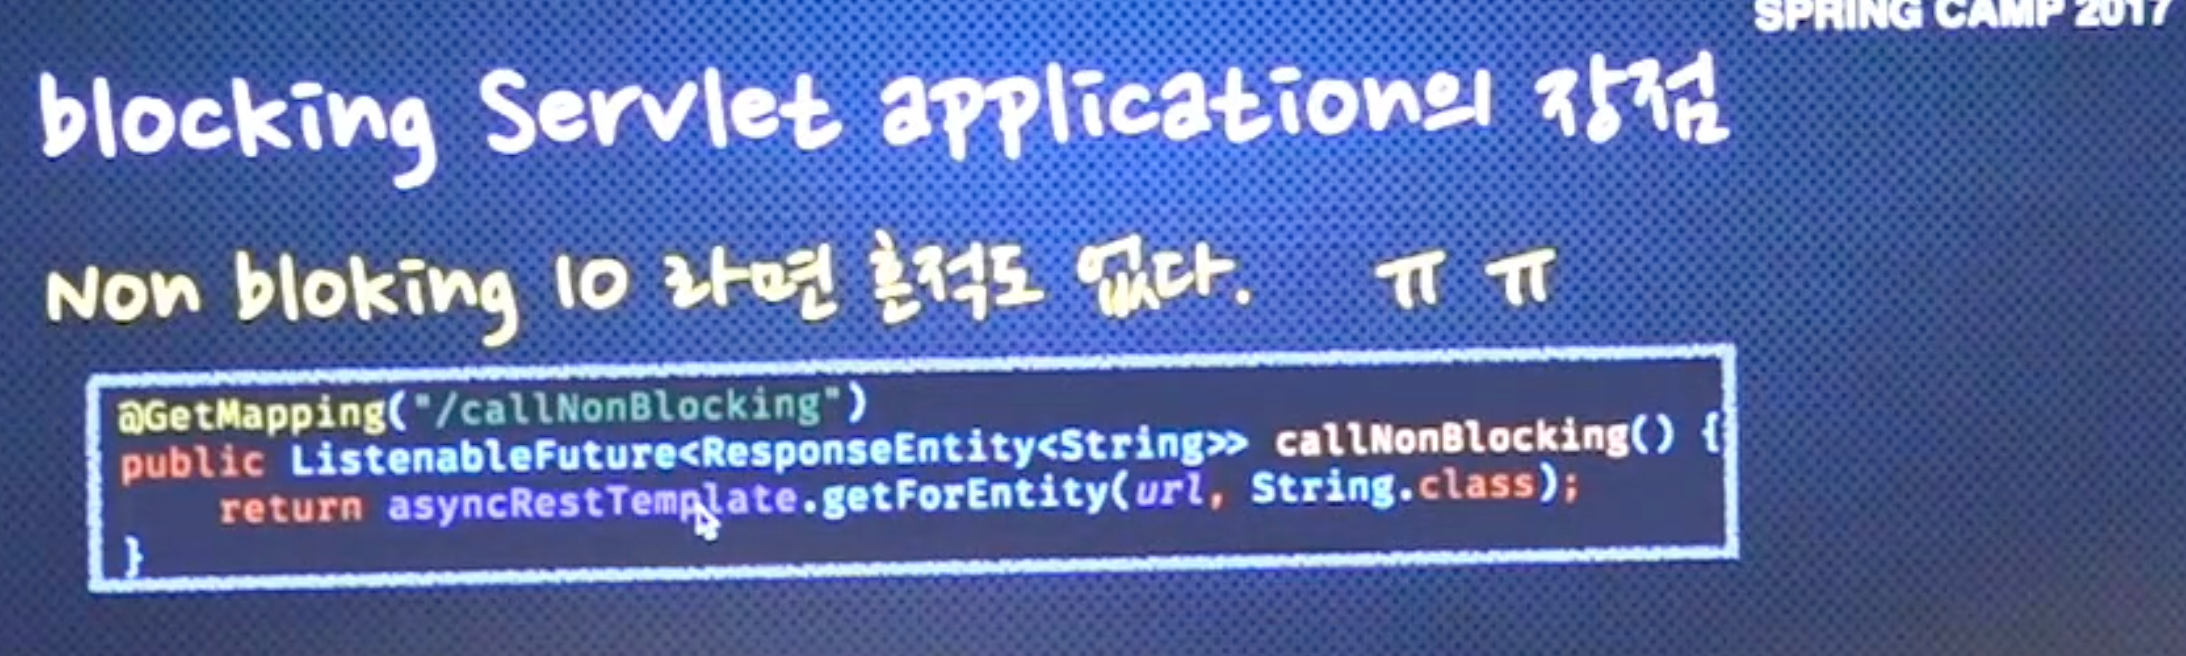 SPRING CAMP 2017
blocking Servlet application의 장점
Non bloking IO 라면 흔적도 없다. ㅠㅠ
@GetMapping("/callNonBlocking")
public ListenableFuture<ResponseEntity<String>> callNonBlocking() {
return asyncRestTemplate.getForEntity(url, String.class);
}